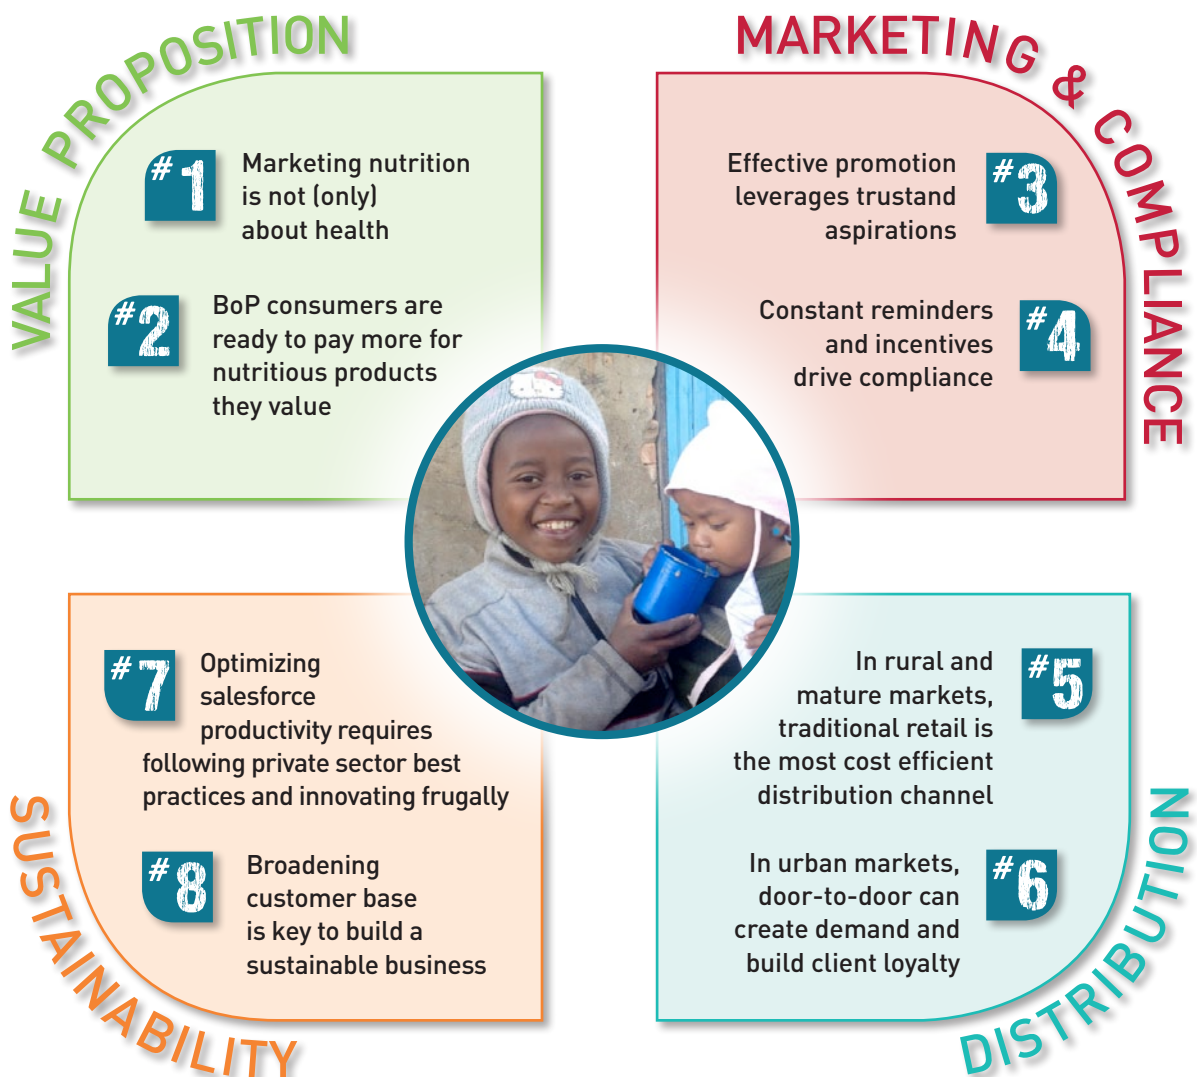 VALUE PROPOSITION
#1
Marketing nutrition
is not (only)
about health
#2
BoP consumers are
ready to pay more for
nutritious products
they value
MARKETING & COMPLIANCE
Effective promotion
leverages trustand
aspirations
#3
Constant reminders
and incentives
drive compliance
#4
In rural and
mature markets,
traditional retail is
the most cost efficient
distribution channel
#5
In urban markets,
door-to-door can
create demand and
build client loyalty
#6
DISTRIBUTION
#7
Optimizing
salesforce
productivity requires
following private sector best
practices and innovating frugally
#8
Broadening
customer base
is key to build a
sustainable business
SUSTAINABILITY